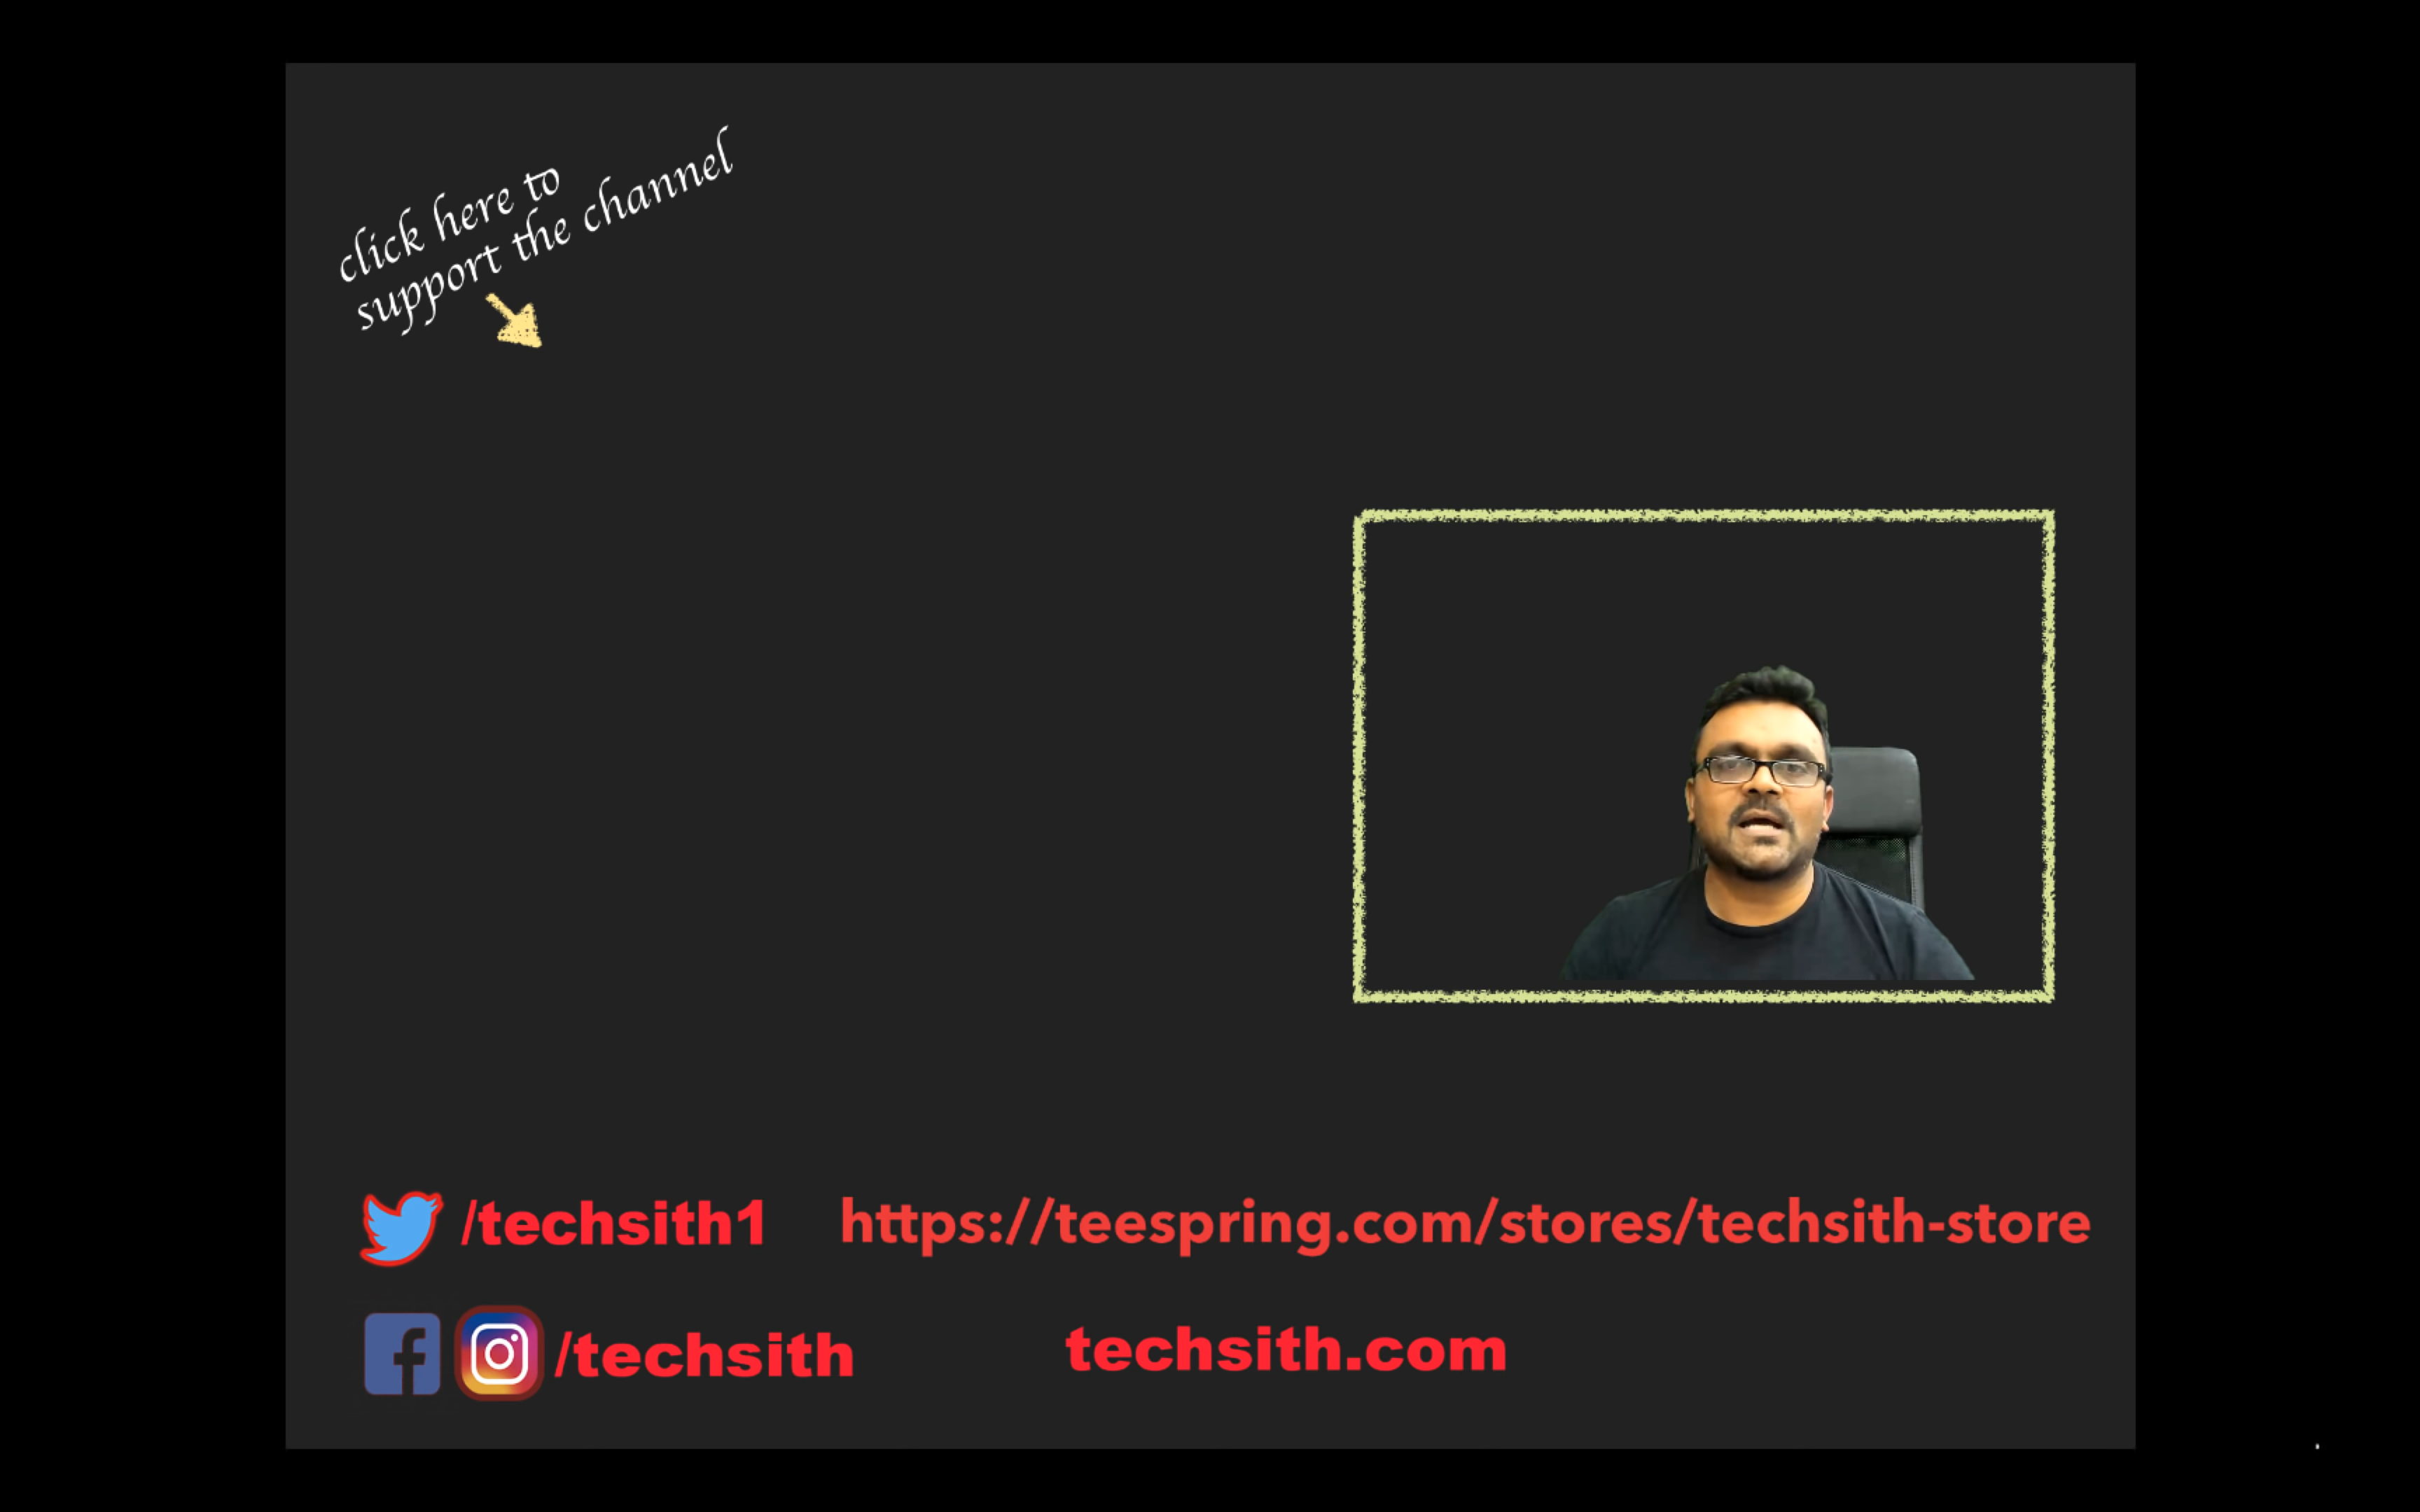 click here to
support the channel
/techsith1
https://teespring.com/stores/techsith-store
/techsith
techsith.com